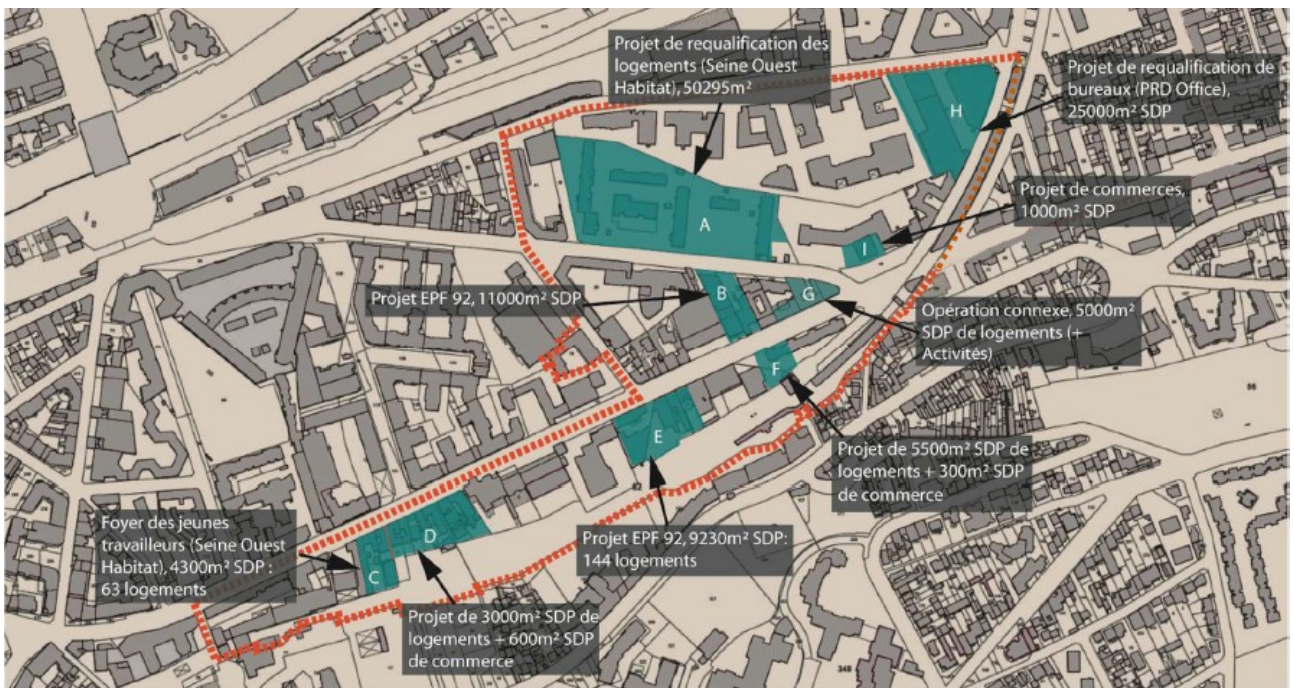 Projet de requalification des
logements (Seine Ouest
Habitat), 50295m²
Projet de requalification de
bureaux (PRD Office),
25000m² SDP
H
Projet de commerces,
1000m² SDP
A
I
Projet EPF 92, 11000m² SDP
B
G
Opération connexe, 5000m²
SDP de logements (+
Activités)
F
E
Projet de 5500m² SDP de
logements + 300m² SDP
de commerce
Foyer des jeunes
travailleurs (Seine Ouest
Habitat), 4300m² SDP :
63 logements
D
C
Projet EPF 92, 9230m² SDP:
144 logements
Projet de 3000m² SDP de
logements + 600m² SDP
de commerce
56
348